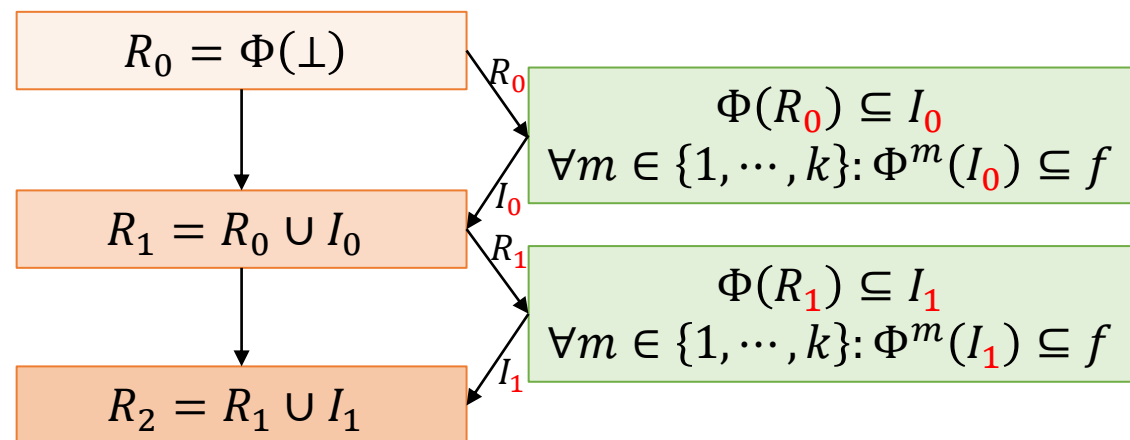 R₀ = Φ(⊥)
R₀
Φ(R₀) ⊆ I₀
∀m ∈ {1, ⋯ , k}: Φᵐ(I₀) ⊆ f
I₀
R₁ = R₀ ∪ I₀
R₁
Φ(R₁) ⊆ I₁
∀m ∈ {1, ⋯ , k}: Φᵐ(I₁) ⊆ f
I₁
R₂ = R₁ ∪ I₁